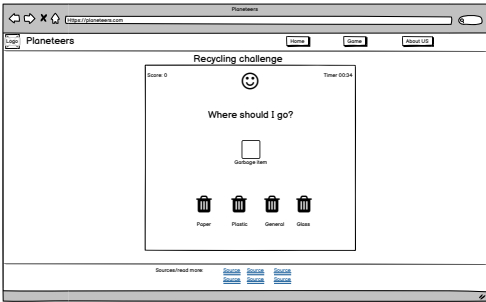 Planeteers
https://planeteers.com
Logo Planeteers Home Game About US
Recycling challenge
Score: 0 Timer 00:34
Where should I go?
Garbage item
Paper Plastic General Glass
Sources/read more: Source Source Source
Source Source Source